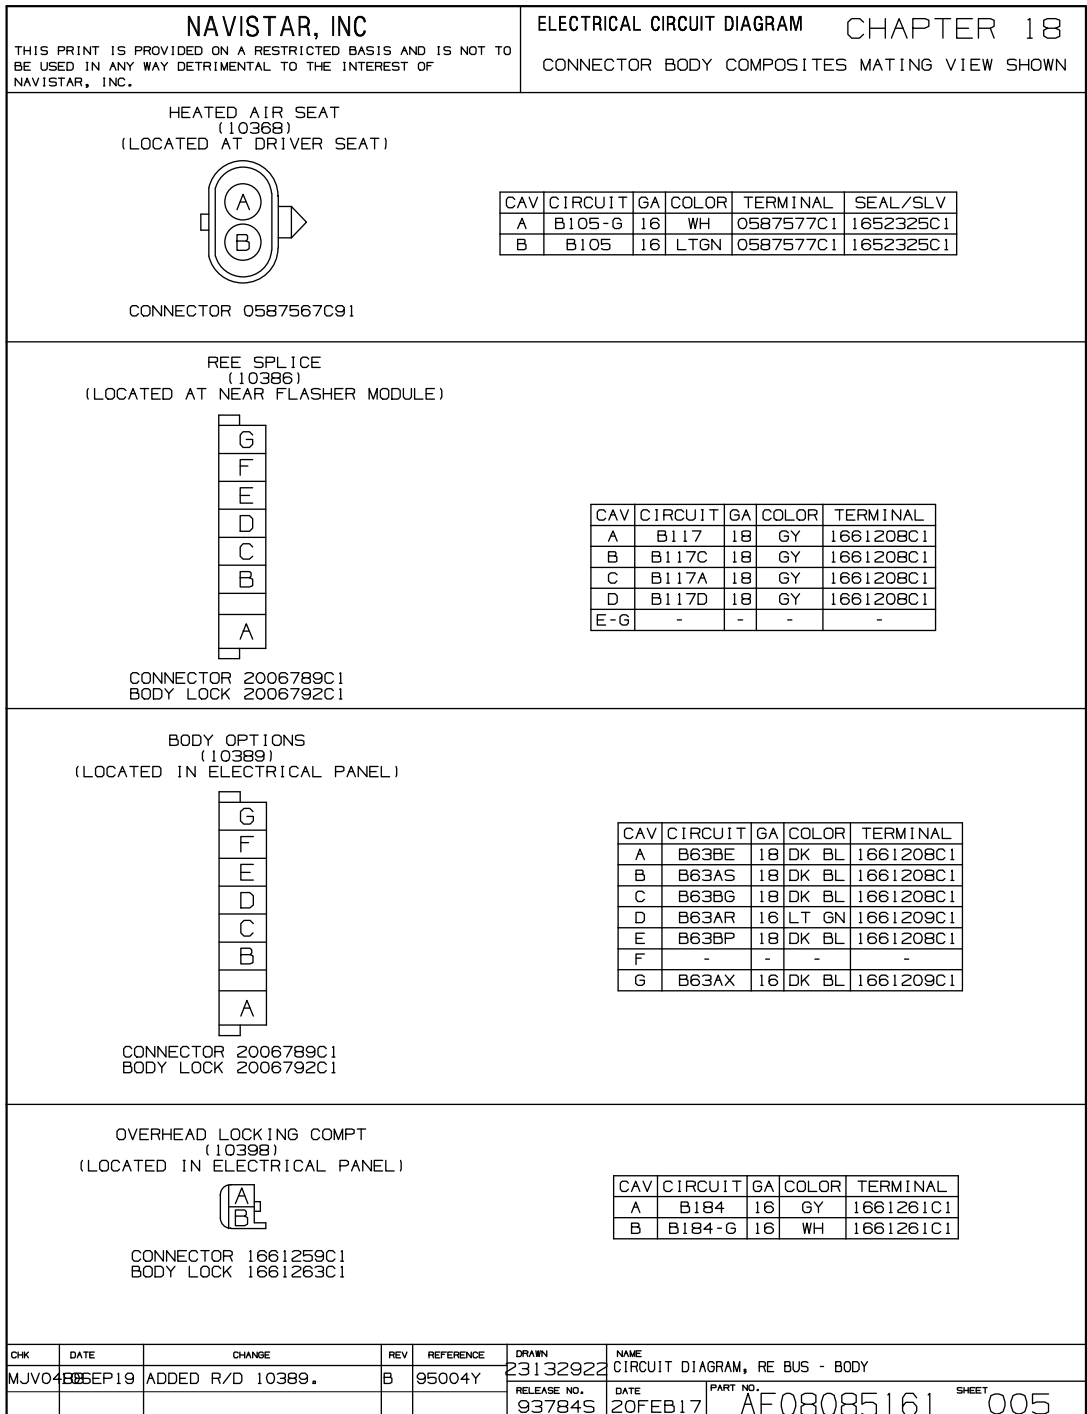 NAVISTAR, INC
THIS PRINT IS PROVIDED ON A RESTRICTED BASIS AND IS NOT TO
BE USED IN ANY WAY DETRIMENTAL TO THE INTEREST OF
NAVISTAR, INC.
ELECTRICAL CIRCUIT DIAGRAM CHAPTER 18
CONNECTOR BODY COMPOSITES MATING VIEW SHOWN
HEATED AIR SEAT
(10368)
(LOCATED AT DRIVER SEAT)
A
B
CONNECTOR 0587567C91
CAV CIRCUIT GA COLOR TERMINAL SEAL/SLV
A B105-G 16 WH 0587577C1 1652325C1
B B105 16 LTGN 0587577C1 1652325C1
REE SPLICE
(10386)
(LOCATED AT NEAR FLASHER MODULE)
G
F
E
D
C
B
A
CONNECTOR 2006789C1
BODY LOCK 2006792C1
CAV CIRCUIT GA COLOR TERMINAL
A B117 18 GY 1661208C1
B B117C 18 GY 1661208C1
C B117A 18 GY 1661208C1
D B117D 18 GY 1661208C1
E-G - - - -
BODY OPTIONS
(10389)
(LOCATED IN ELECTRICAL PANEL)
G
F
E
D
C
B
A
CONNECTOR 2006789C1
BODY LOCK 2006792C1
CAV CIRCUIT GA COLOR TERMINAL
A B63BE 18 DK BL 1661208C1
B B63AS 18 DK BL 1661208C1
C B63BG 18 DK BL 1661208C1
D B63AR 16 LT GN 1661209C1
E B63BP 18 DK BL 1661208C1
F - - - -
G B63AX 16 DK BL 1661209C1
OVERHEAD LOCKING COMPT
(10398)
(LOCATED IN ELECTRICAL PANEL)
A
B
CONNECTOR 1661259C1
BODY LOCK 1661263C1
CAV CIRCUIT GA COLOR TERMINAL
A B184 16 GY 1661261C1
B B184-G 16 WH 1661261C1
CHK DATE CHANGE REV REFERENCE
ADDED R/D 10389. B 95004Y
DRAWN
23132922
NAME
CIRCUIT DIAGRAM, RE BUS - BODY
RELEASE NO.
93784S
DATE
20FEB17
PART NO.
AE08085161
SHEET
005